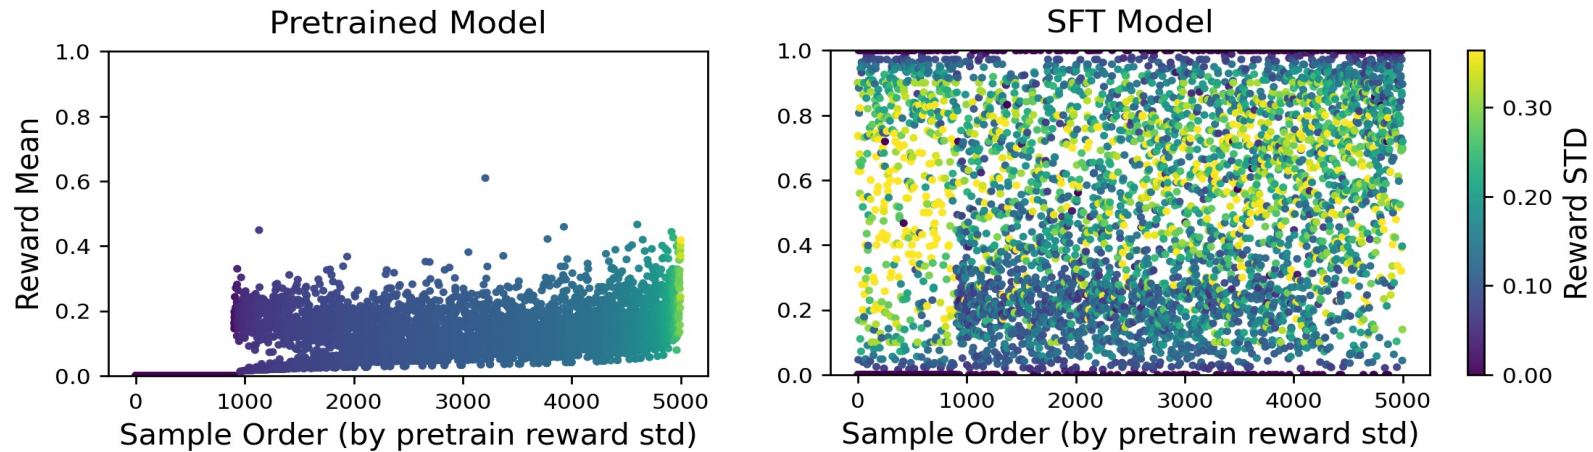 Pretrained Model
1.0
0.8
0.6
0.4
0.2
0.0
Reward Mean
0 1000 2000 3000 4000 5000
Sample Order (by pretrain reward std)
SFT Model
1.0
0.8
0.6
0.4
0.2
0.0
0 1000 2000 3000 4000 5000
Sample Order (by pretrain reward std)
0.30
0.20
0.10
0.00
Reward STD